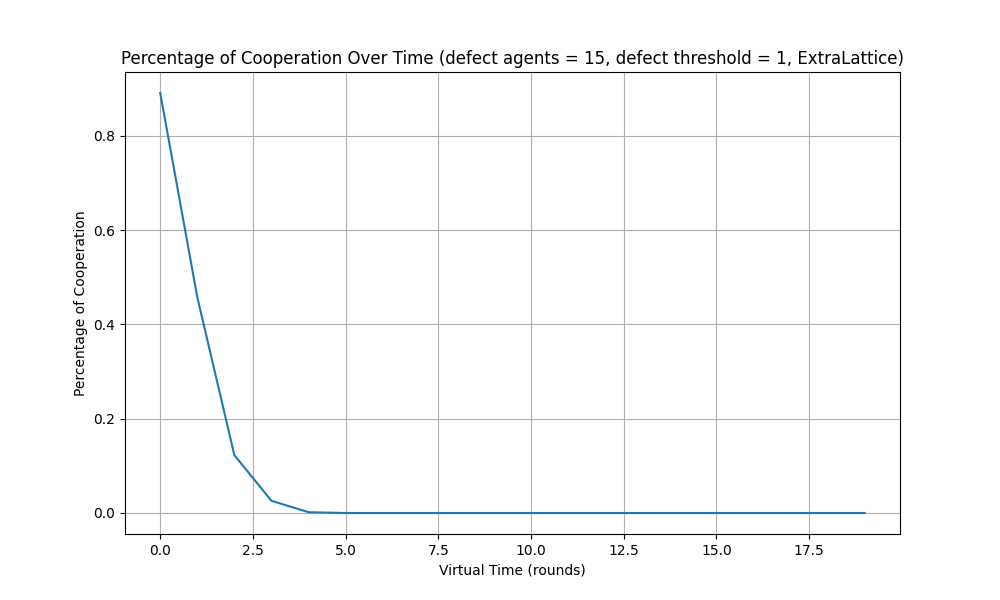 Percentage of Cooperation Over Time (defect agents = 15, defect threshold = 1, ExtraLattice)
Percentage of Cooperation
0.8
0.6
0.4
0.2
0.0
0.0 2.5 5.0 7.5 10.0 12.5 15.0 17.5
Virtual Time (rounds)